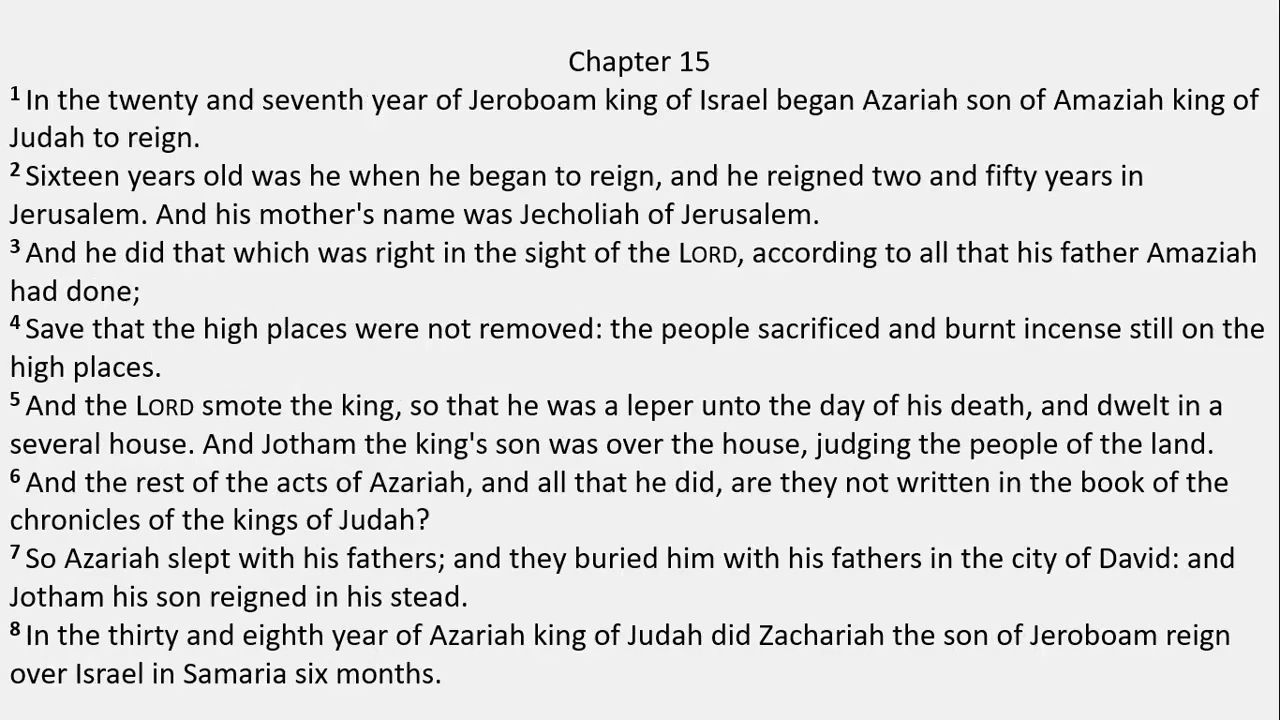 Chapter 15
1 In the twenty and seventh year of Jeroboam king of Israel began Azariah son of Amaziah king of
Judah to reign.
2 Sixteen years old was he when he began to reign, and he reigned two and fifty years in
Jerusalem. And his mother's name was Jecholiah of Jerusalem.
3 And he did that which was right in the sight of the LORD, according to all that his father Amaziah
had done;
4 Save that the high places were not removed: the people sacrificed and burnt incense still on the
high places.
5 And the LORD smote the king, so that he was a leper unto the day of his death, and dwelt in a
several house. And Jotham the king's son was over the house, judging the people of the land.
6 And the rest of the acts of Azariah, and all that he did, are they not written in the book of the
chronicles of the kings of Judah?
7 So Azariah slept with his fathers; and they buried him with his fathers in the city of David: and
Jotham his son reigned in his stead.
8 In the thirty and eighth year of Azariah king of Judah did Zachariah the son of Jeroboam reign
over Israel in Samaria six months.